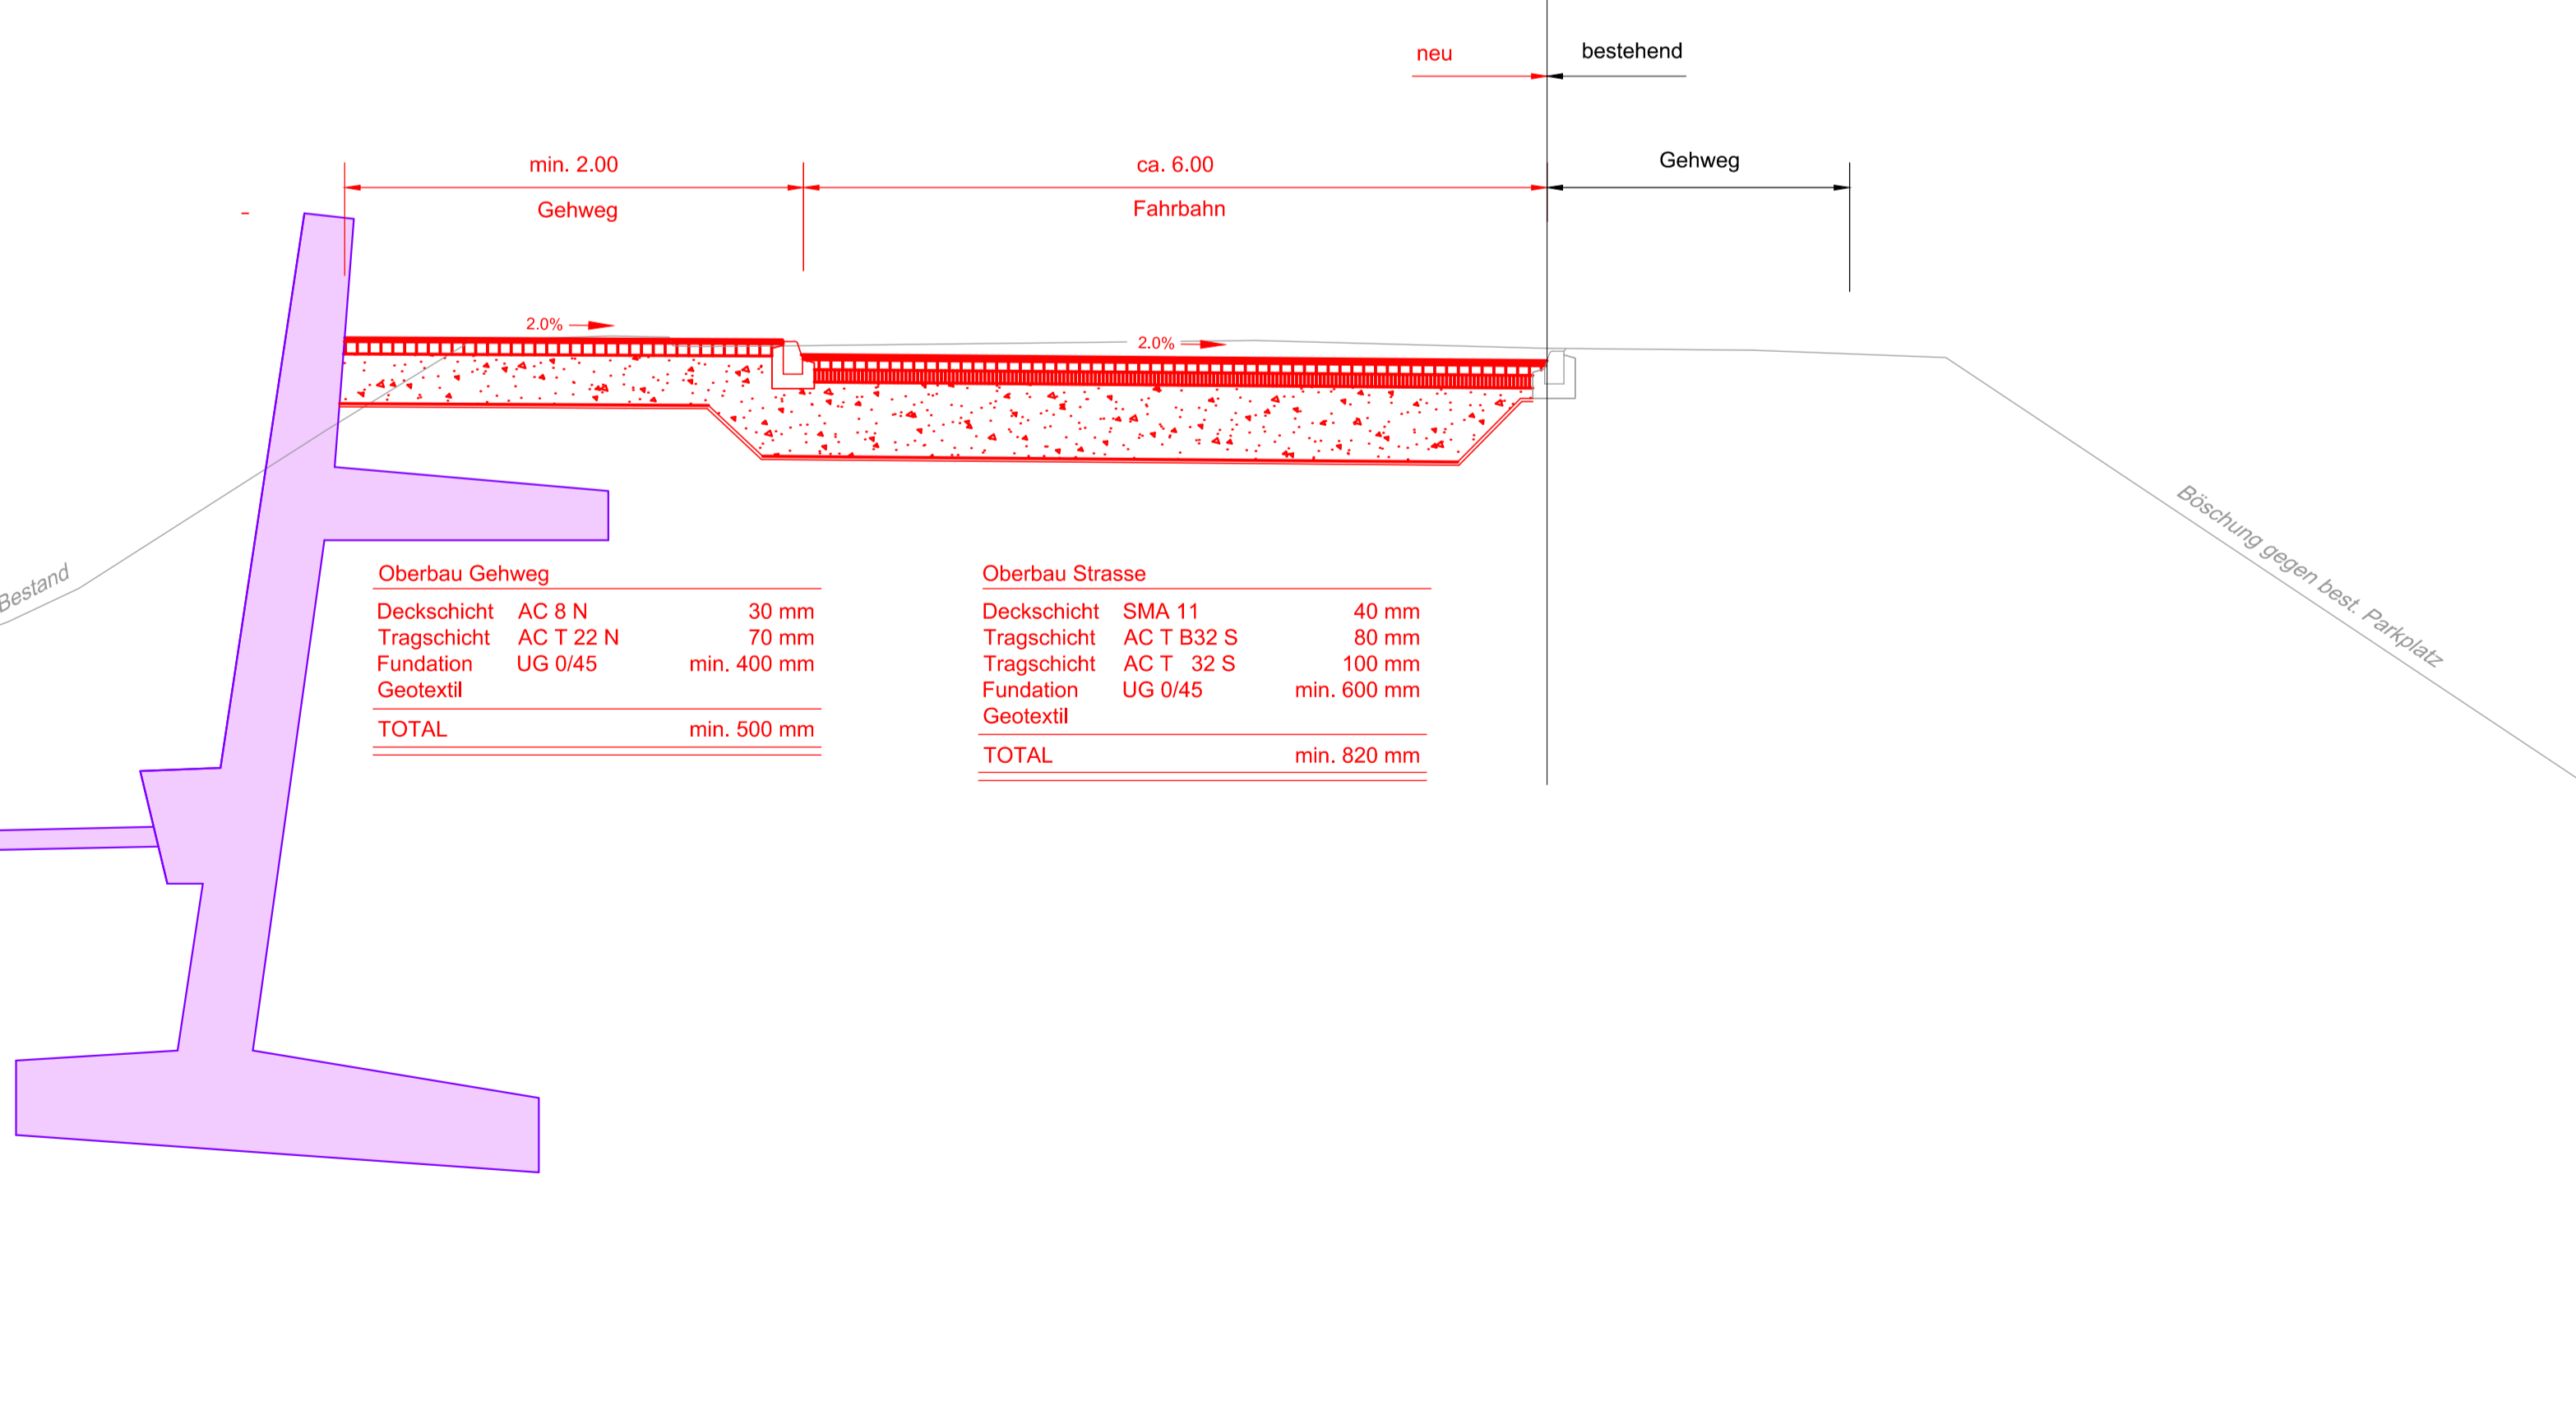 neu bestehend
min. 2.00 ca. 6.00 Gehweg
Gehweg Fahrbahn
-
2.0% 2.0%
Bestand
Böschung gegen best. Parkplatz
Oberbau Gehweg
Deckschicht AC 8 N 30 mm
Tragschicht AC T 22 N 70 mm
Fundation UG 0/45 min. 400 mm
Geotextil
TOTAL min. 500 mm
Oberbau Strasse
Deckschicht SMA 11 40 mm
Tragschicht AC T B32 S 80 mm
Tragschicht AC T 32 S 100 mm
Fundation UG 0/45 min. 600 mm
Geotextil
TOTAL min. 820 mm